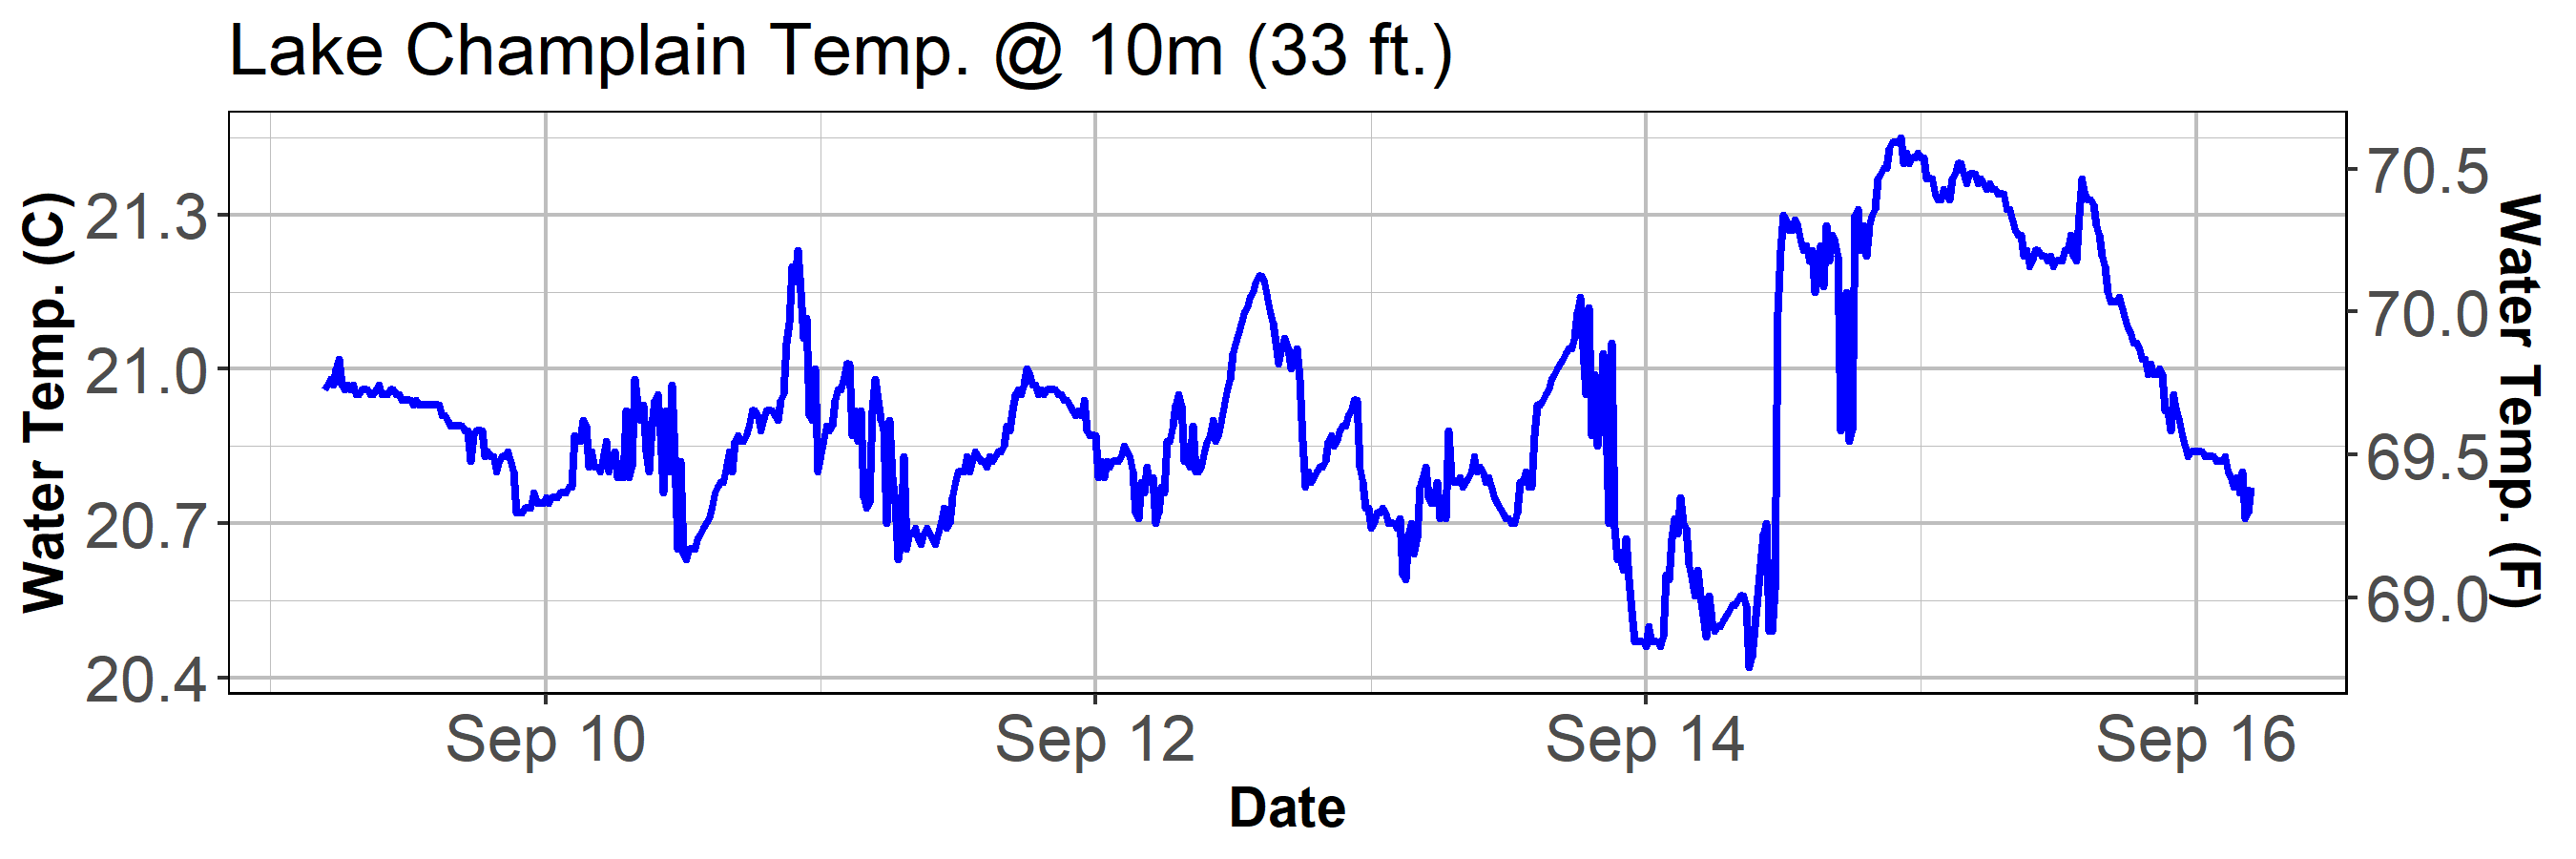 Lake Champlain Temp. @ 10m (33 ft.)
Water Temp. (C)
21.3
21.0
20.7
20.4
70.5
70.0
69.5
69.0
Water Temp. (F)
Sep 10
Sep 12
Sep 14
Sep 16
Date